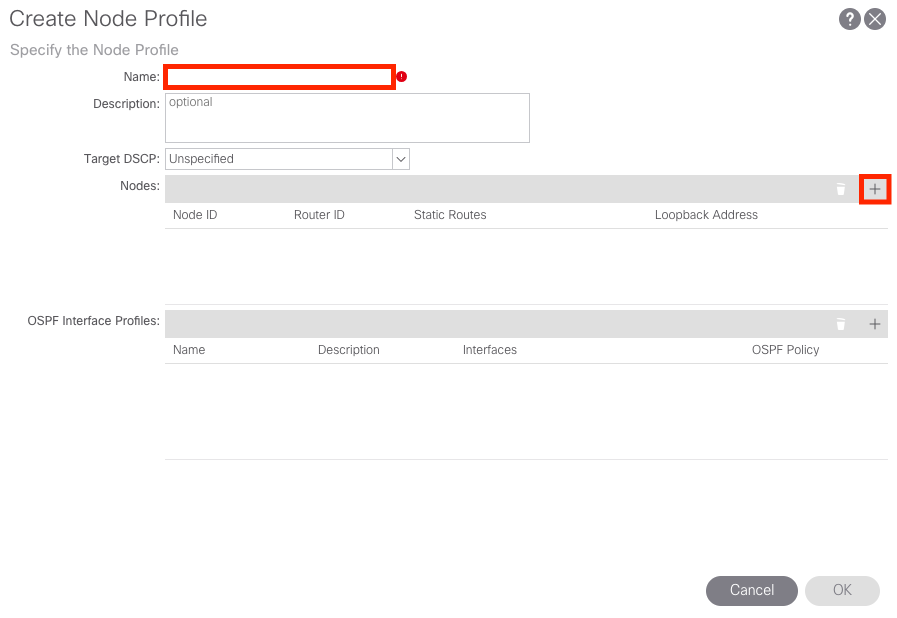 Create Node Profile
Specify the Node Profile
Name:
Description: optional
Target DSCP: Unspecified
Nodes:
Node ID Router ID Static Routes Loopback Address
OSPF Interface Profiles:
Name Description Interfaces OSPF Policy
Cancel OK